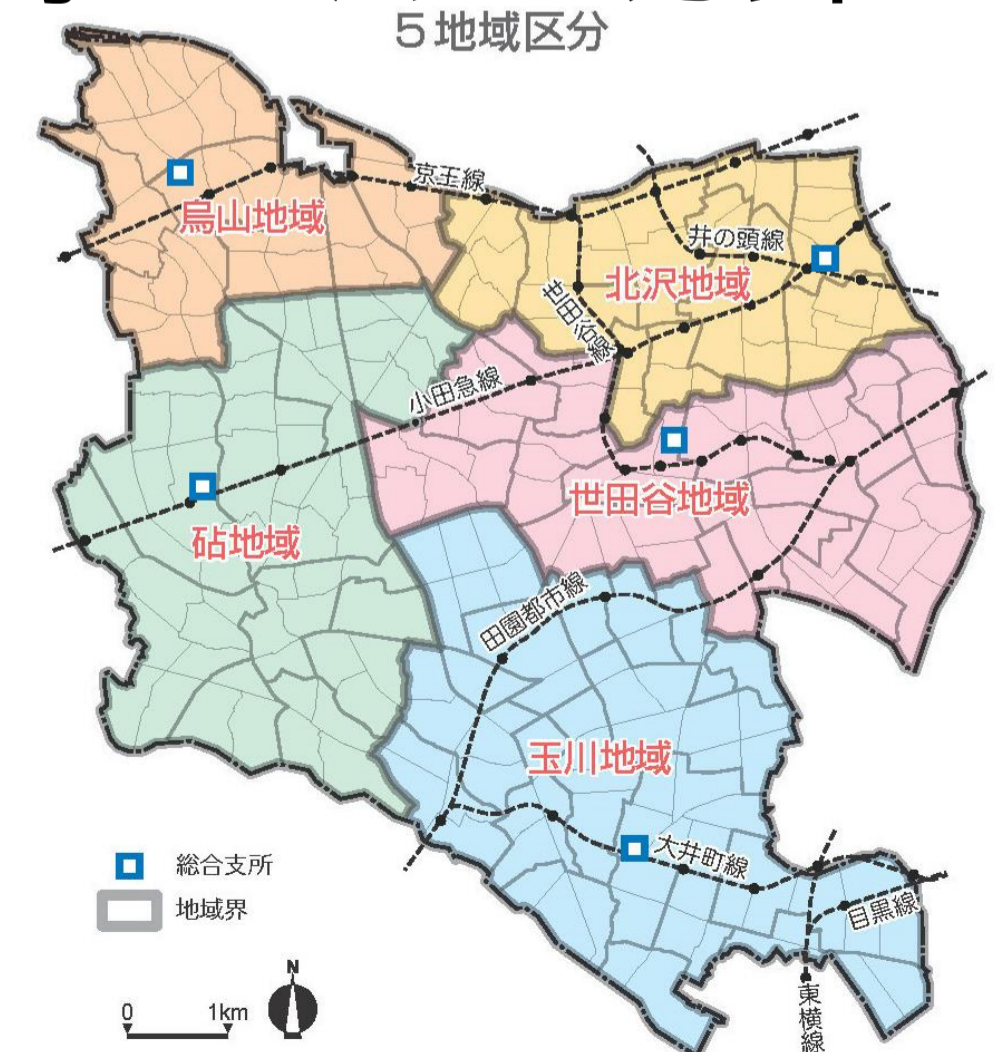 5地域区分
京王線
烏山地域
井の頭線
北沢地域
世田谷線
小田急線
世田谷地域
砧地域
田園都市線
玉川地域
大井町線
目黒線
東横線
総合支所
地域界
N
0 1km